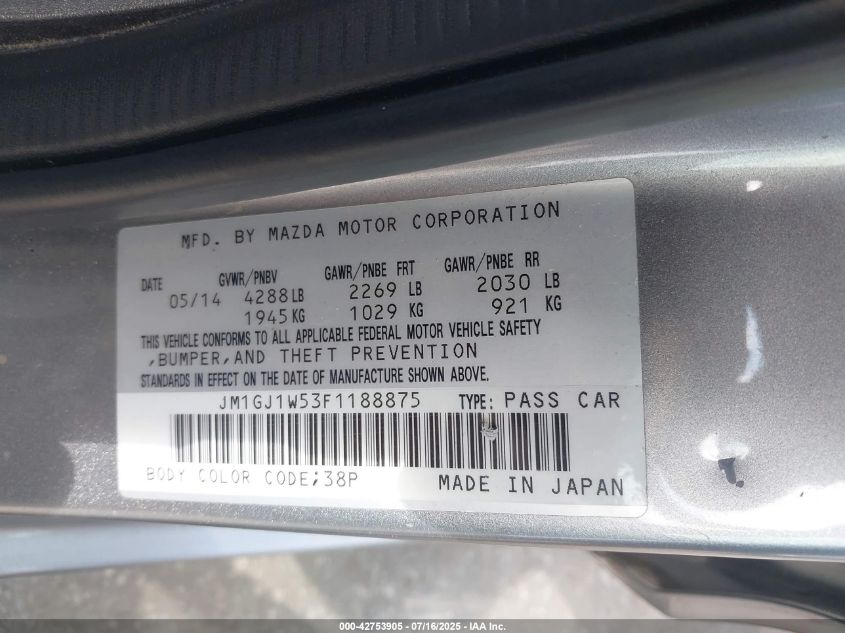 MFD. BY MAZDA MOTOR CORPORATION
DATE GVWR/PNBV GAWR/PNBE FRT GAWR/PNBE RR
05/14 4288LB 2269 LB 2030 LB
1945KG 1029 KG 921 KG
THIS VEHICLE CONFORMS TO ALL APPLICABLE FEDERAL MOTOR VEHICLE SAFETY
,BUMPER,AND THEFT PREVENTION
STANDARDS IN EFFECT ON THE DATE OF MANUFACTURE SHOWN ABOVE.
JM1GJ1W53F1188875 TYPE: PASS CAR
BODY COLOR CODE;38P MADE IN JAPAN
000-42753905 - 07/16/2025 - IAA Inc.